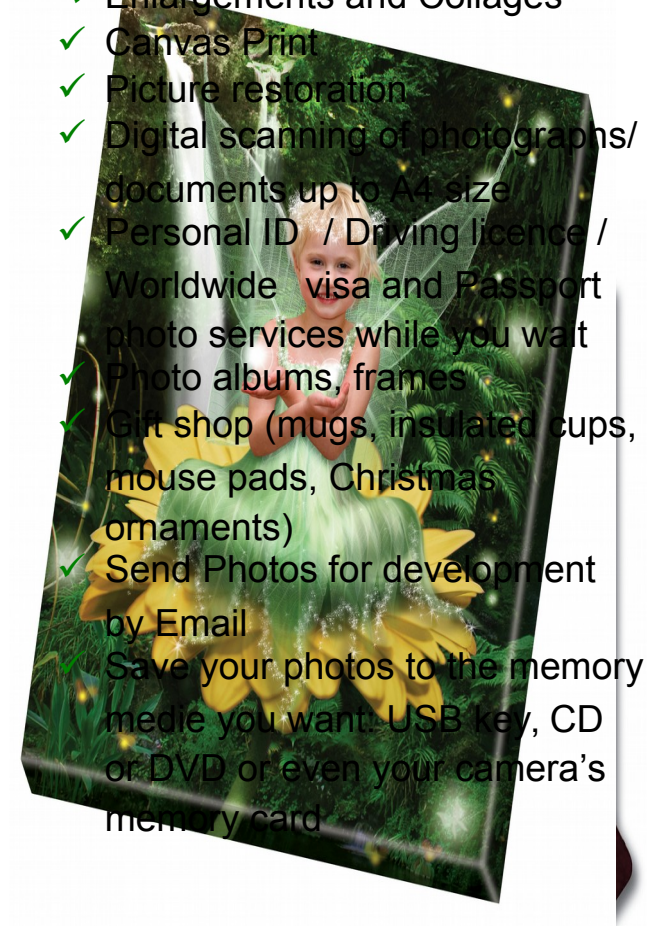 ✓ Enlargements and Collages
✓ Canvas Print
✓ Picture restoration
✓ Digital scanning of photographs/
documents up to A4 size
✓ Personal ID / Driving licence /
Worldwide visa and Passport
photo services while you wait
✓ Photo albums, frames
✓ Gift shop (mugs, insulated cups,
mouse pads, Christmas
ornaments)
✓ Send Photos for development
by Email
✓ Save your photos to the memory
medie you want: USB key, CD
or DVD or even your camera’s
memory card